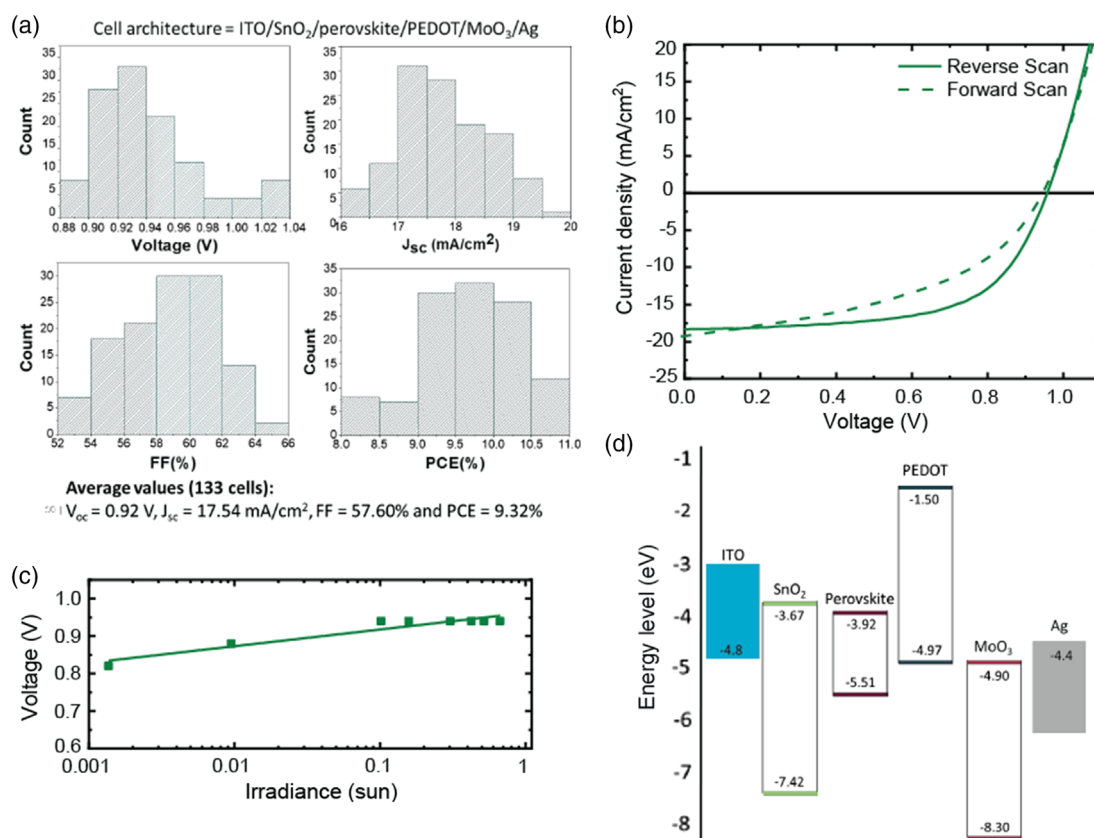 (a)
Cell architecture = ITO/SnO₂/perovskite/PEDOT/MoO₃/Ag
35
30
25
20
15
10
5
0
Count
0.88 0.90 0.92 0.94 0.96 0.98 1.00 1.02 1.04
Voltage (V)
35
30
25
20
15
10
5
0
Count
16 17 18 19 20
J_SC (mA/cm²)
30
25
20
15
10
5
0
Count
52 54 56 58 60 62 64 66
FF(%)
35
30
25
20
15
10
5
0
Count
8.0 8.5 9.0 9.5 10.0 10.5 11.0
PCE(%)
Average values (133 cells):
V_oc = 0.92 V, J_sc = 17.54 mA/cm², FF = 57.60% and PCE = 9.32%
(b)
20
15
10
5
0
-5
-10
-15
-20
-25
Current density (mA/cm²)
Reverse Scan
Forward Scan
0.0 0.2 0.4 0.6 0.8 1.0
Voltage (V)
(c)
1.0
0.9
0.8
0.7
0.6
Voltage (V)
0.001 0.01 0.1 1
Irradiance (sun)
(d)
-1
-2
-3
-4
-5
-6
-7
-8
Energy level (eV)
ITO
-4.8
SnO₂
-3.67
-7.42
Perovskite
-3.92
-5.51
PEDOT
-1.50
-4.97
MoO₃
-4.90
-8.30
Ag
-4.4